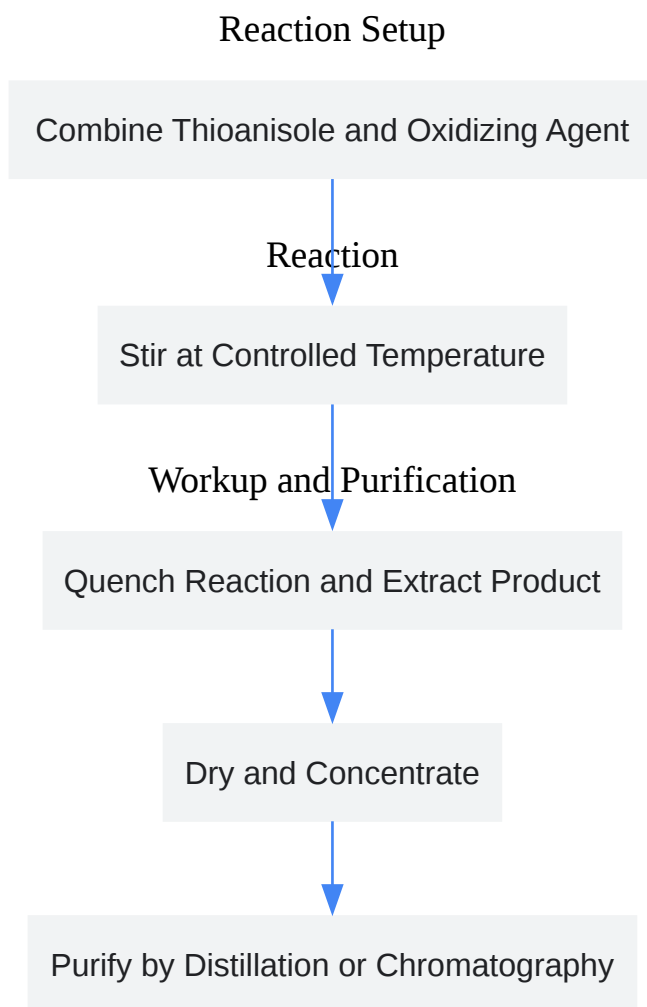 Reaction Setup
Combine Thioanisole and Oxidizing Agent
Reaction
Stir at Controlled Temperature
Workup and Purification
Quench Reaction and Extract Product
Dry and Concentrate
Purify by Distillation or Chromatography